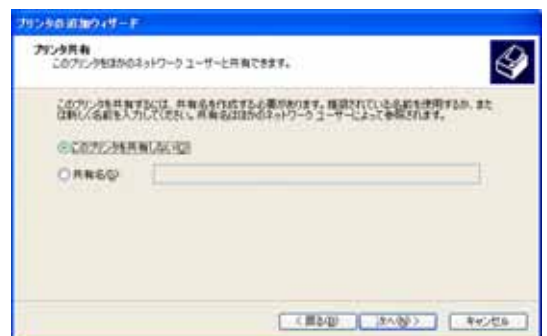 プリンタの追加ウィザード
プリンタ共有
このプリンタをほかのネットワーク ユーザーと共有できます。
このプリンタを共有するには、共有名を作成する必要があります。推奨されている名前を使用するか、また
は新しく名前を入力してください。共有名はほかのネットワーク ユーザーによって参照されます。
このプリンタを共有しない(O)
共有名(S)
< 戻る(B)
次へ(N) >
キャンセル